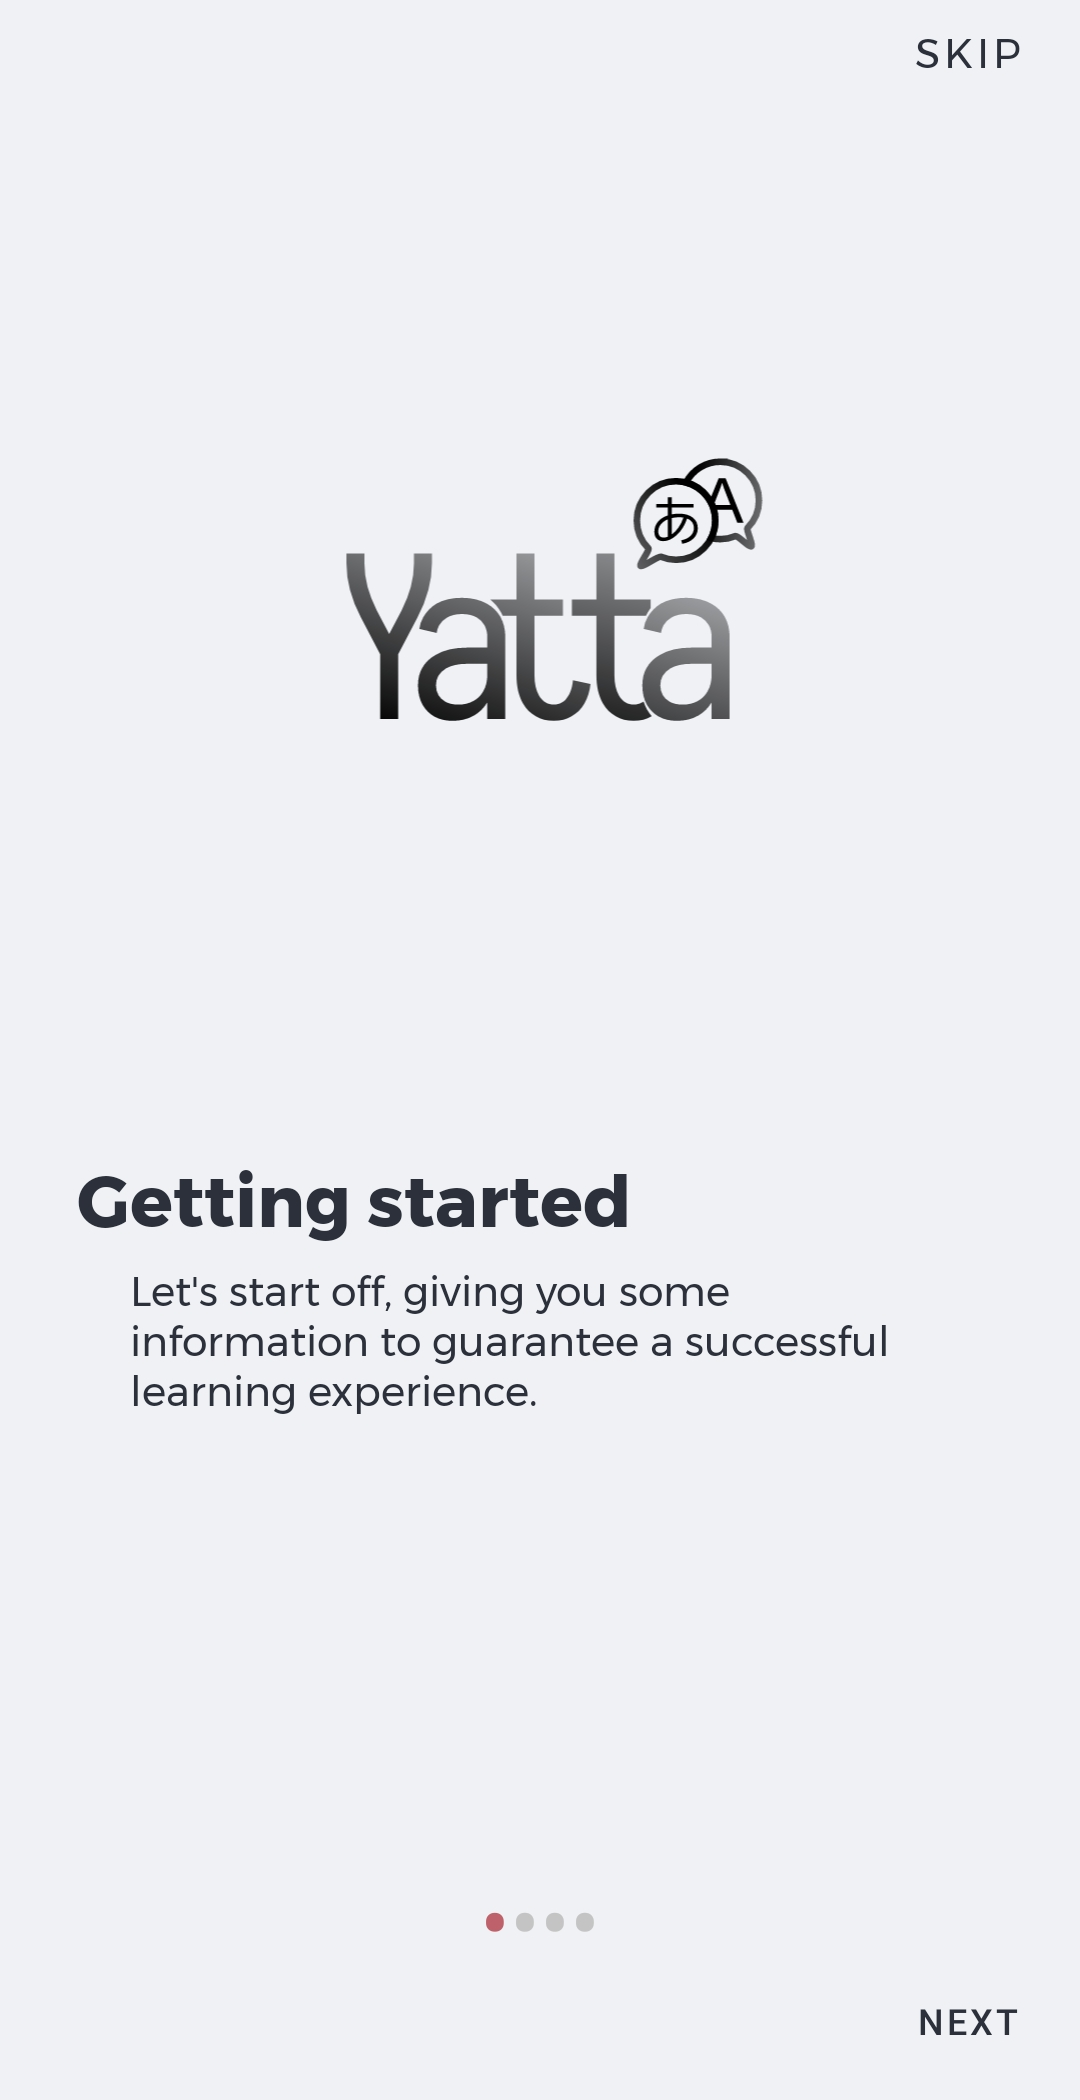 SKIP
あ A
Yatta
Getting started
Let's start off, giving you some
information to guarantee a successful
learning experience.
NEXT